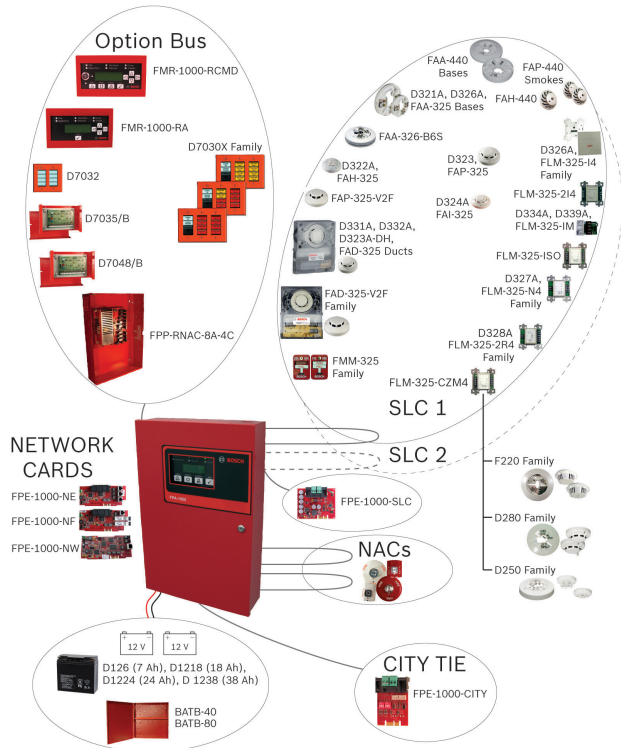 Option Bus
FMR-1000-RCMD
FMR-1000-RA
D7030X Family
D7032
D7035/B
D7048/B
FPP-RNAC-8A-4C
FAA-440
Bases
FAP-440
Smokes
D321A, D326A,
FAA-325 Bases
FAH-440
FAA-326-B6S
D322A,
FAH-325
D323,
FAP-325
D326A,
FLM-325-I4
Family
FAP-325-V2F
D324A
FAI-325
FLM-325-2I4
D331A, D332A,
D323A-DH,
FAD-325 Ducts
D334A, D339A,
FLM-325-IM
FLM-325-ISO
D327A,
FLM-325-N4
Family
FAD-325-V2F
Family
D328A
FLM-325-2R4
Family
FMM-325
Family
FLM-325-CZM4
SLC 1
SLC 2
NETWORK
CARDS
FPE-1000-NE
FPE-1000-NF
FPE-1000-NW
BOSCH
FPE-1000-SLC
F220 Family
D280 Family
D250 Family
NACs
12 V
12 V
D126 (7 Ah), D1218 (18 Ah),
D1224 (24 Ah), D 1238 (38 Ah)
BATB-40
BATB-80
CITY TIE
FPE-1000-CITY